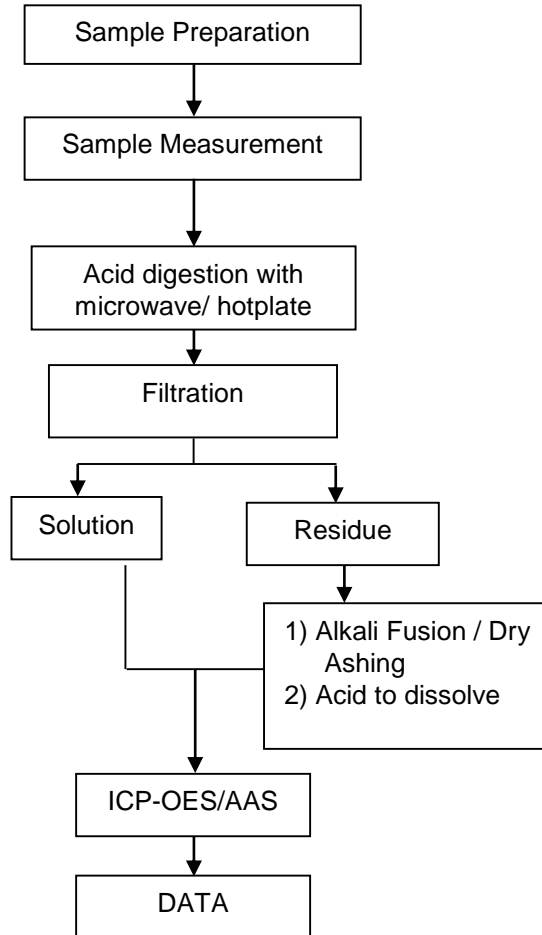 Sample Preparation
Sample Measurement
Acid digestion with
microwave/ hotplate
Filtration
Solution
Residue
1) Alkali Fusion / Dry
Ashing
2) Acid to dissolve
ICP-OES/AAS
DATA